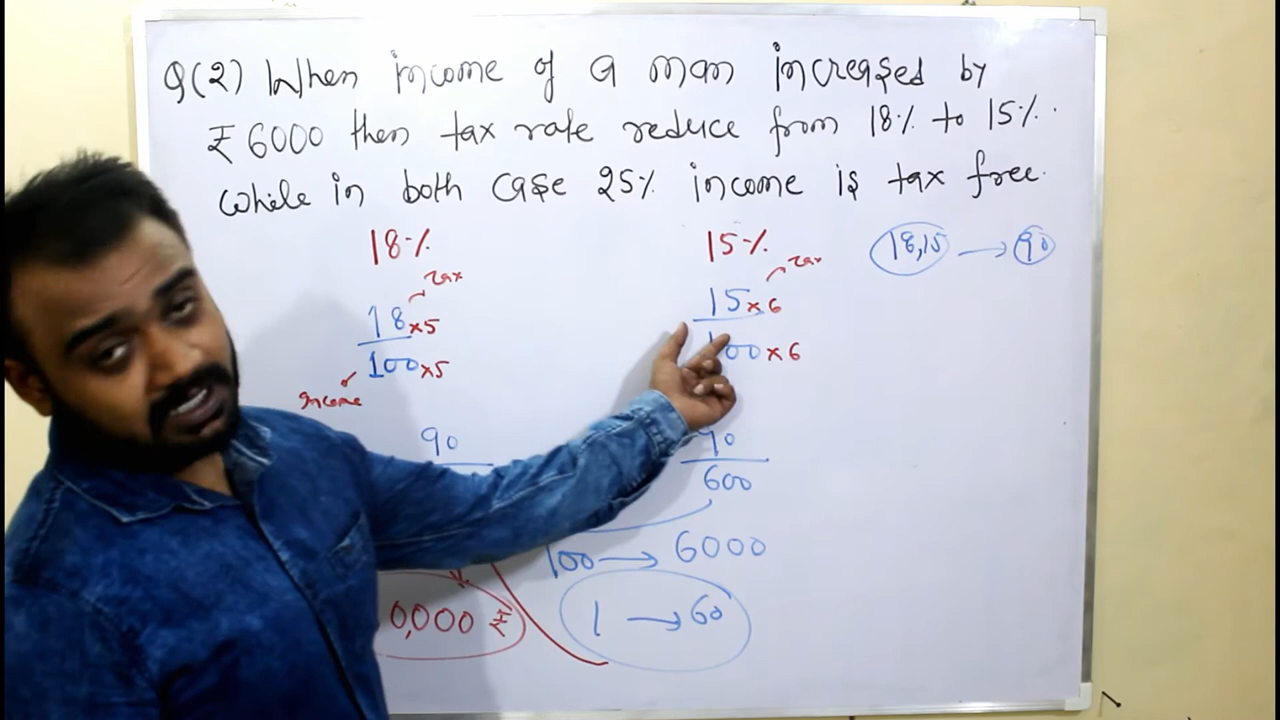 Q(2) When income of a man increased by
₹ 6000 then tax rate reduce from 18% to 15%.
while in both case 25% income is tax free.
18% 15% 18,15 → 90
Tax Tax
18×5 15×6
100×5 100×6
Income
90 90
600
100 → 6000
0,000 ₹ 1 → 60